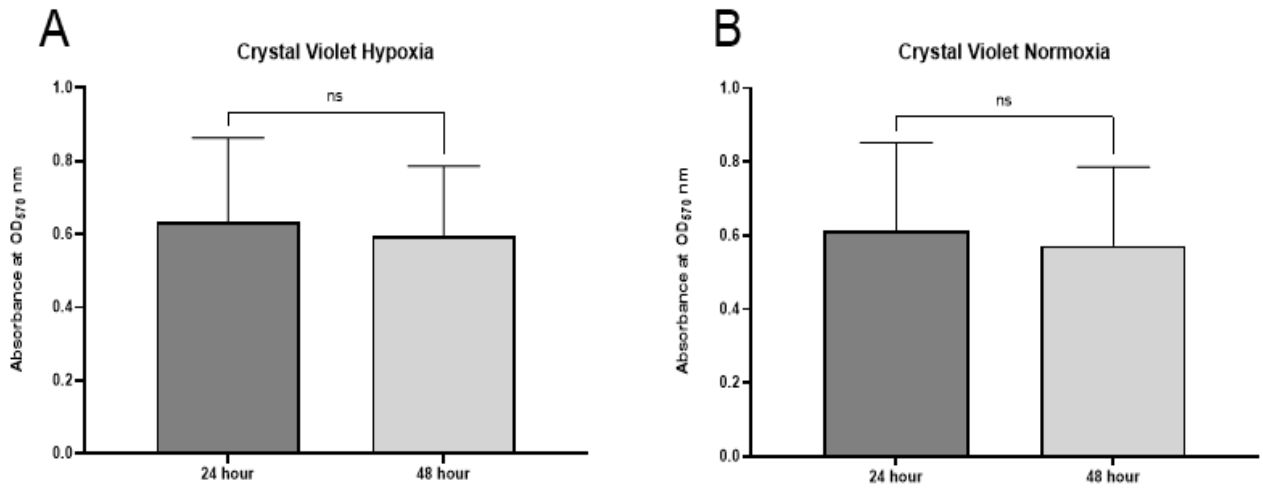 A
Crystal Violet Hypoxia
1.0
ns
0.8
0.6
0.4
0.2
0.0
Absorbance at OD570 nm
24 hour 48 hour
B
Crystal Violet Normoxia
1.0
ns
0.8
0.6
0.4
0.2
0.0
Absorbance at OD570 nm
24 hour 48 hour